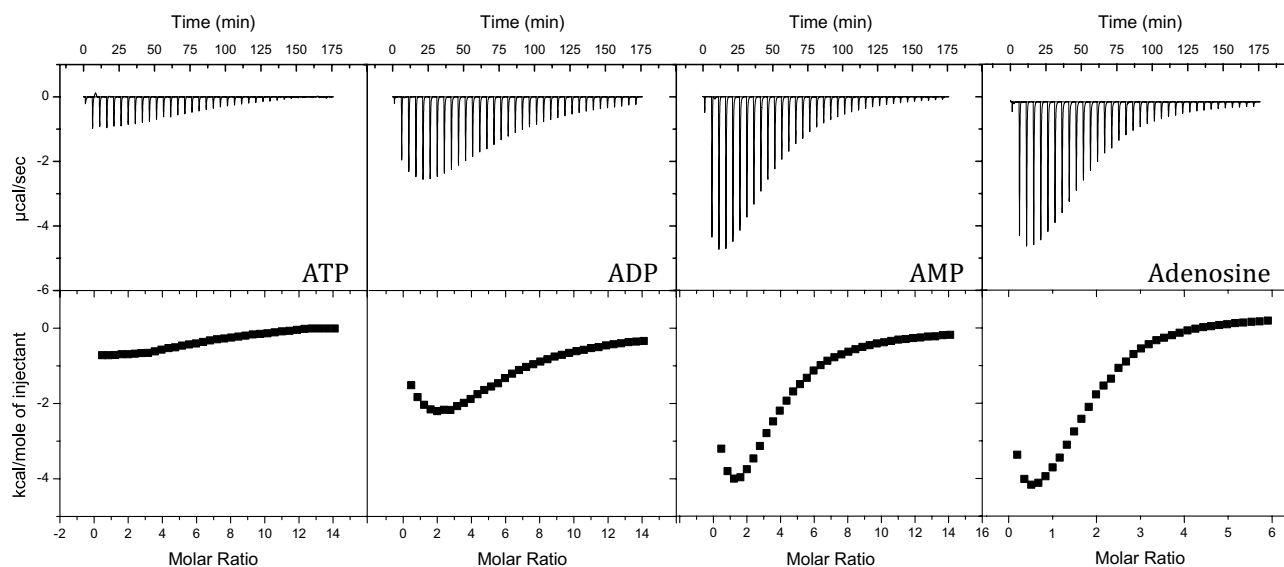 Time (min) Time (min) Time (min) Time (min)
0 25 50 75 100 125 150 175 0 25 50 75 100 125 150 175 0 25 50 75 100 125 150 175 0 25 50 75 100 125 150 175
0
-2
-4
-6
µcal/sec
ATP ADP AMP Adenosine
0
-2
-4
kcal/mole of injectant
-2 0 2 4 6 8 10 12 14 0 2 4 6 8 10 12 14 0 2 4 6 8 10 12 14 16 0 1 2 3 4 5 6
Molar Ratio Molar Ratio Molar Ratio Molar Ratio